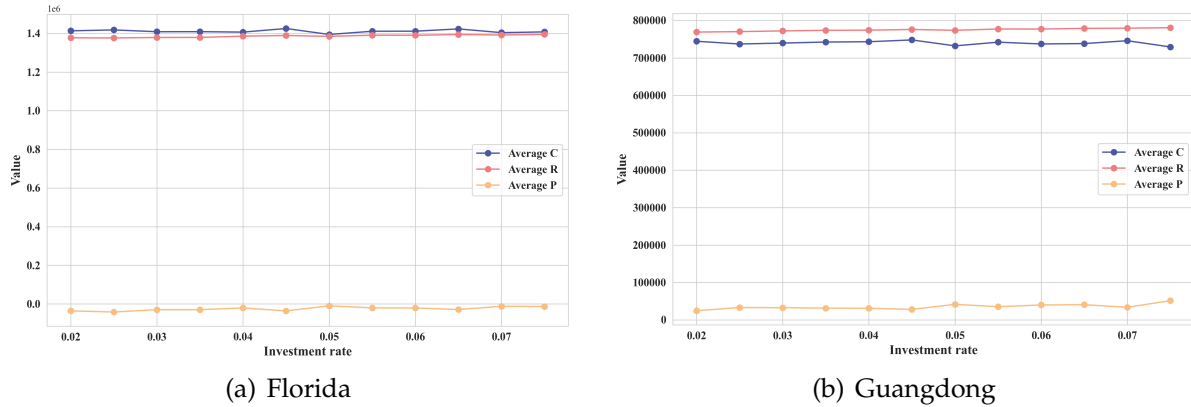 1e6
1.4
1.2
1.0
0.8
0.6
0.4
0.2
0.0
Value
0.02 0.03 0.04 0.05 0.06 0.07
Investment rate
Average C
Average R
Average P
(a) Florida
800000
700000
600000
500000
400000
300000
200000
100000
0
Value
0.02 0.03 0.04 0.05 0.06 0.07
Investment rate
Average C
Average R
Average P
(b) Guangdong